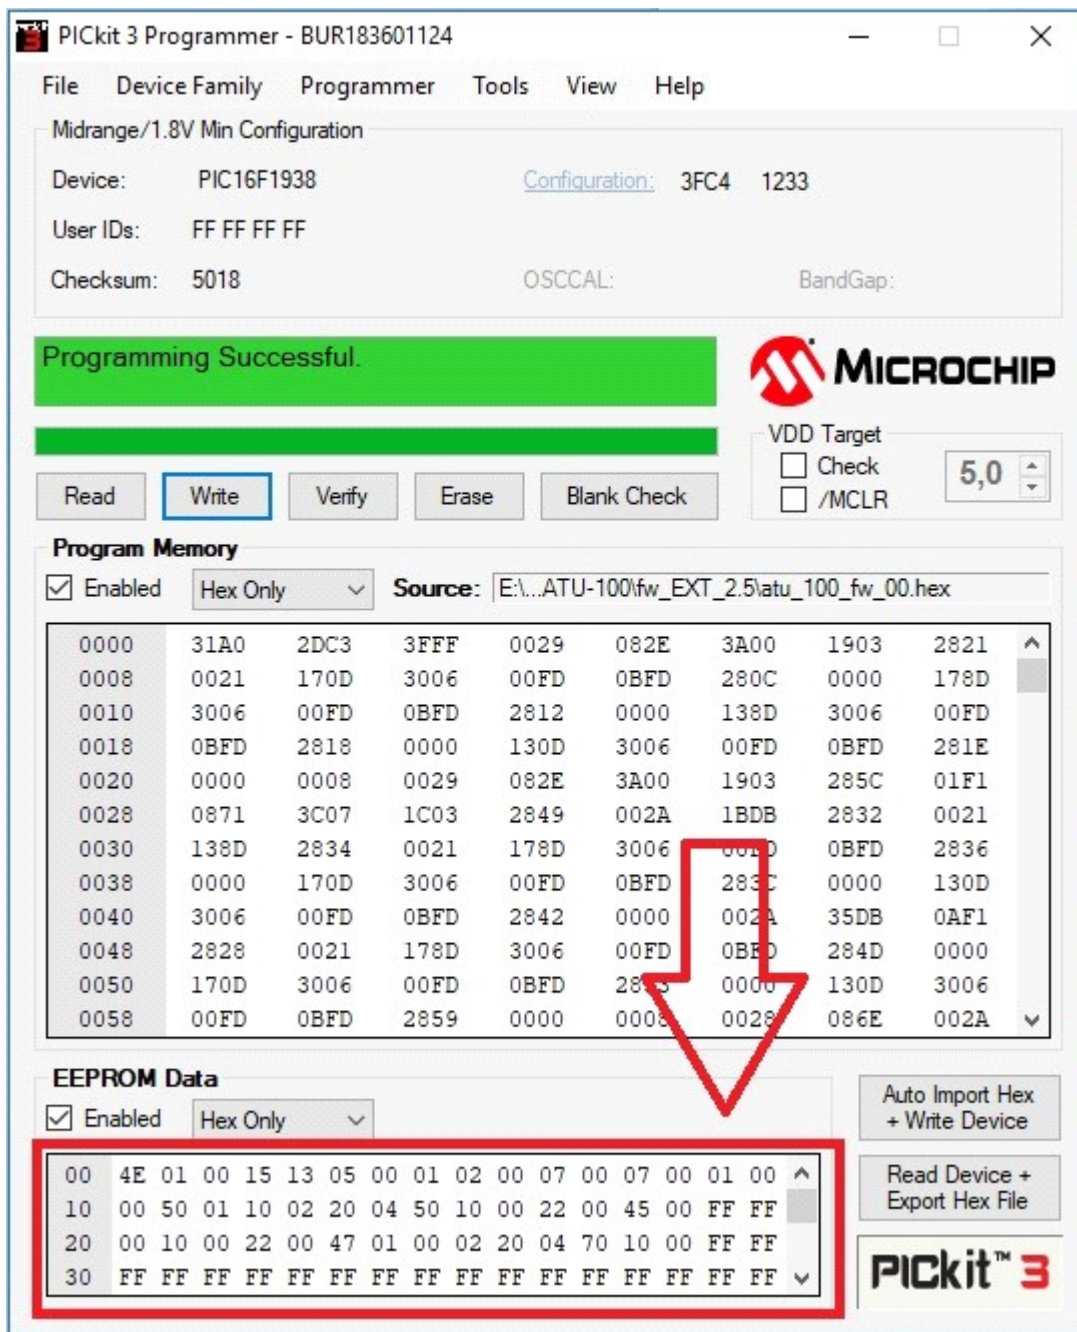 PICkit 3 Programmer - BUR183601124
File Device Family Programmer Tools View Help
Midrange/1.8V Min Configuration
Device: PIC16F1938 Configuration: 3FC4 1233
User IDs: FF FF FF FF
Checksum: 5018 OSCCAL: BandGap:
Programming Successful.
MICROCHIP
VDD Target
Check
/MCLR
5,0
Read Write Verify Erase Blank Check
Program Memory
Enabled Hex Only Source: E:\...ATU-100\fw_EXT_2.5\atu_100_fw_00.hex
0000 31A0 2DC3 3FFF 0029 082E 3A00 1903 2821
0008 0021 170D 3006 00FD 0BFD 280C 0000 178D
0010 3006 00FD 0BFD 2812 0000 138D 3006 00FD
0018 0BFD 2818 0000 130D 3006 00FD 0BFD 281E
0020 0000 0008 0029 082E 3A00 1903 285C 01F1
0028 0871 3C07 1C03 2849 002A 1BDB 2832 0021
0030 138D 2834 0021 178D 3006 00FD 0BFD 2836
0038 0000 170D 3006 00FD 0BFD 283C 0000 130D
0040 3006 00FD 0BFD 2842 0000 002A 35DB 0AF1
0048 2828 0021 178D 3006 00FD 0BFD 284D 0000
0050 170D 3006 00FD 0BFD 2853 0000 130D 3006
0058 00FD 0BFD 2859 0000 0008 0028 086E 002A
EEPROM Data
Enabled Hex Only
Auto Import Hex
+ Write Device
Read Device +
Export Hex File
00 4E 01 00 15 13 05 00 01 02 00 07 00 07 00 01 00
10 00 50 01 10 02 20 04 50 10 00 22 00 45 00 FF FF
20 00 10 00 22 00 47 01 00 02 20 04 70 10 00 FF FF
30 FF FF FF FF FF FF FF FF FF FF FF FF FF FF FF FF
PICkit™ 3